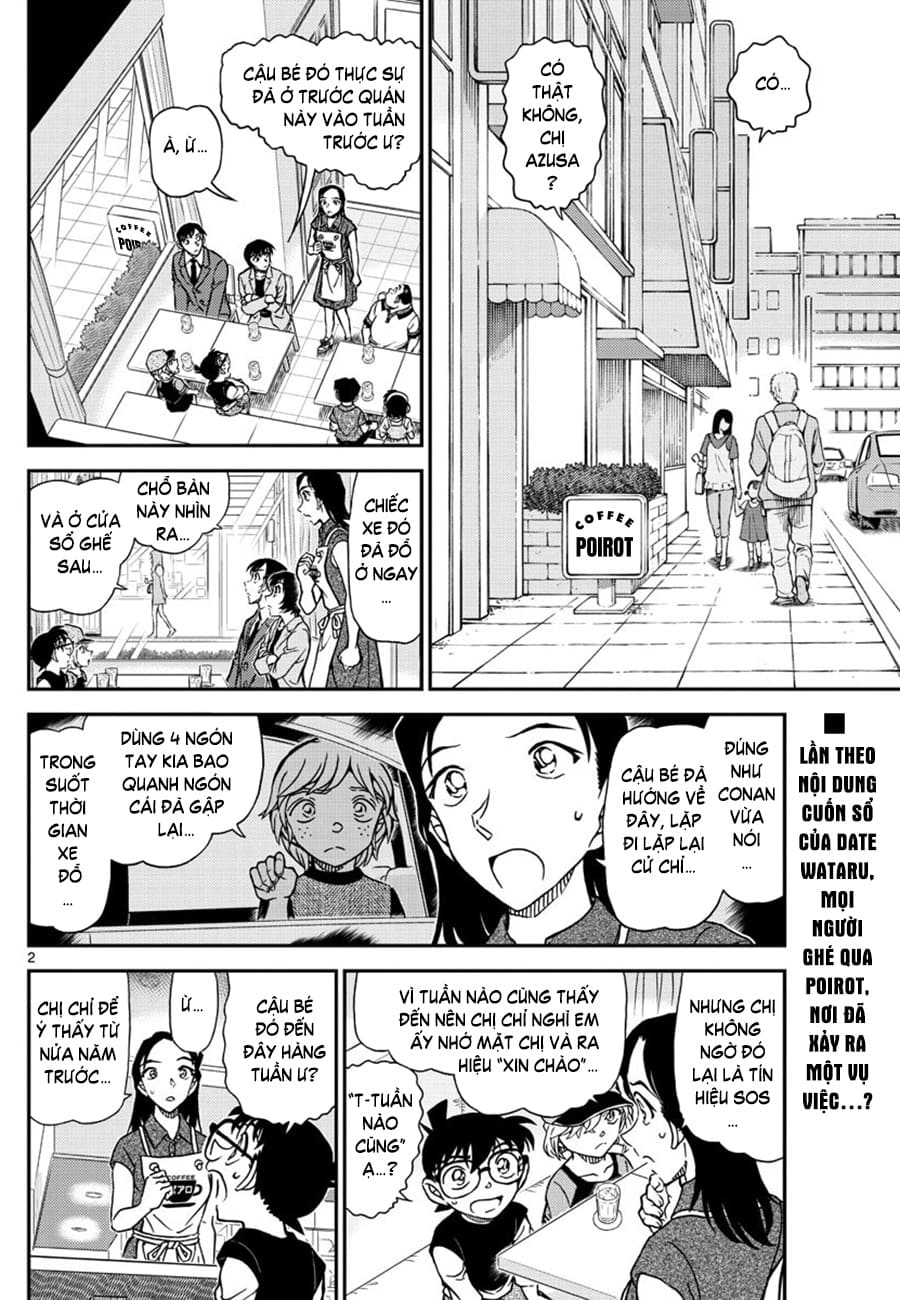 CÓ...
CÓ
THẬT
KHÔNG,
CHỊ
AZUSA
?
COFFEE
POIROT
CẬU BÉ ĐÓ THỰC SỰ
ĐÃ Ở TRƯỚC QUÁN
NÀY VÀO TUẦN
TRƯỚC Ư?
À, Ừ...
COFFEE
POIROT
CHIẾC
XE ĐÓ
ĐÃ ĐỖ
Ở NGAY
...
CHỖ BÀN
NÀY NHÌN
RA...
VÀ Ở CỬA
SỔ GHẾ
SAU...
LẦN THEO
NỘI DUNG
CUỐN SỔ
CỦA DATE
WATARU,
MỌI
NGƯỜI
GHÉ QUA
POIROT,
NƠI ĐÃ
XẢY RA
MỘT VỤ
VIỆC...?
ĐÚNG
NHƯ
CONAN
VỪA
NÓI
...
CẬU BÉ ĐÃ
HƯỚNG VỀ
ĐÂY, LẶP
ĐI LẶP LẠI
CỬ CHỈ...
DÙNG 4 NGÓN
TAY KIA BAO
QUANH NGÓN
CÁI ĐÃ GẬP
LẠI...
TRONG
SUỐT
THỜI
GIAN XE
ĐỖ
...
2
NHƯNG CHỊ
KHÔNG
NGỜ ĐÓ
LẠI LÀ TÍN
HIỆU SOS
...
VÌ TUẦN NÀO CŨNG THẤY
ĐẾN NÊN CHỊ CHỈ NGHĨ EM
ẤY NHỚ MẶT CHỊ VÀ RA
HIỆU "XIN CHÀO"...
"T-TUẦN
NÀO
CŨNG"
Ạ...?
CẬU BÉ
ĐÓ ĐẾN
ĐÂY HÀNG
TUẦN Ư?
Ừ...
CHỊ CHỈ ĐỂ
Ý THẤY TỪ
NỬA NĂM
TRƯỚC...
COFFEE